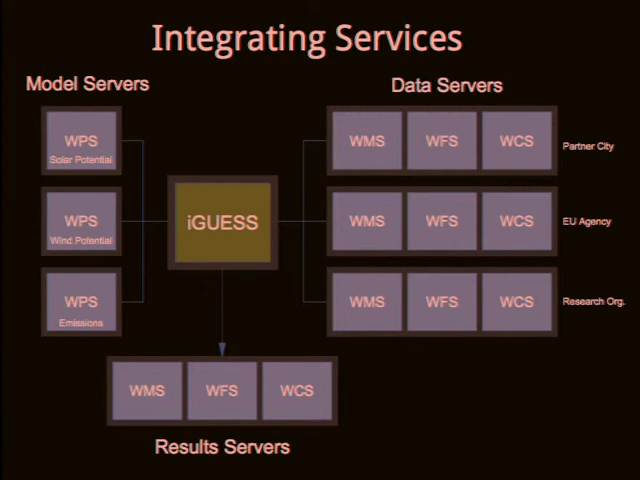 Integrating Services
Model Servers
Data Servers
WPS
Solar Potential
WMS WFS WCS
Partner City
WPS
Wind Potential
iGUESS
WMS WFS WCS
EU Agency
WPS
Emissions
WMS WFS WCS
Research Org.
WMS WFS WCS
Results Servers